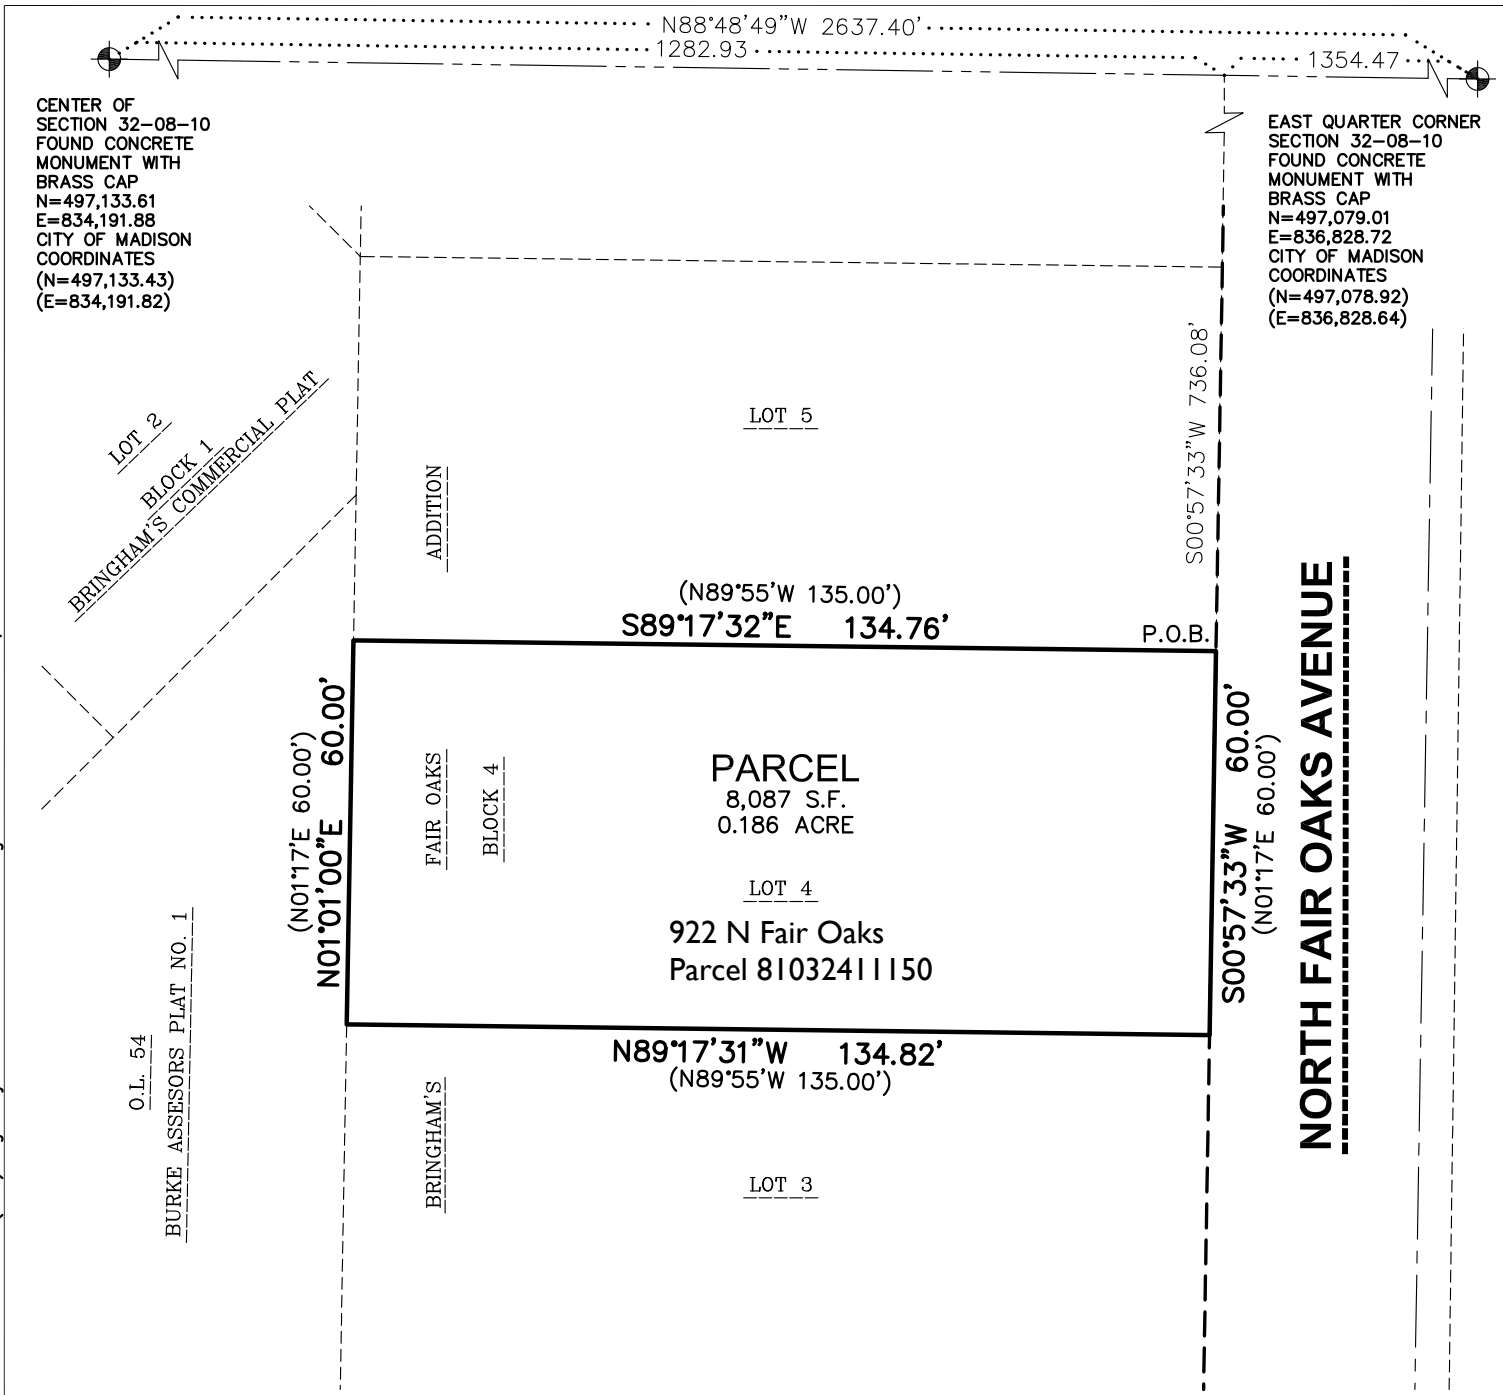 N88°48'49"W 2637.40'
1282.93
1354.47
CENTER OF
SECTION 32-08-10
FOUND CONCRETE
MONUMENT WITH
BRASS CAP
N=497,133.61
E=834,191.88
CITY OF MADISON
COORDINATES
(N=497,133.43)
(E=834,191.82)
EAST QUARTER CORNER
SECTION 32-08-10
FOUND CONCRETE
MONUMENT WITH
BRASS CAP
N=497,079.01
E=836,828.72
CITY OF MADISON
COORDINATES
(N=497,078.92)
(E=836,828.64)
S00°57'33"W 736.08'
LOT 2
BLOCK 1
BRINGHAM'S COMMERCIAL PLAT
LOT 5
ADDITION
(N89°55'W 135.00')
S89°17'32"E 134.76'
P.O.B.
N01°01'00"E 60.00'
(N01°17'E 60.00')
FAIR OAKS
BLOCK 4
PARCEL
8,087 S.F.
0.186 ACRE
LOT 4
922 N Fair Oaks
Parcel 81032411150
S00°57'33"W 60.00'
(N01°17'E 60.00')
NORTH FAIR OAKS AVENUE
N89°17'31"W 134.82'
(N89°55'W 135.00')
O.L. 54
BURKE ASSESORS PLAT NO. 1
BRINGHAM'S
LOT 3